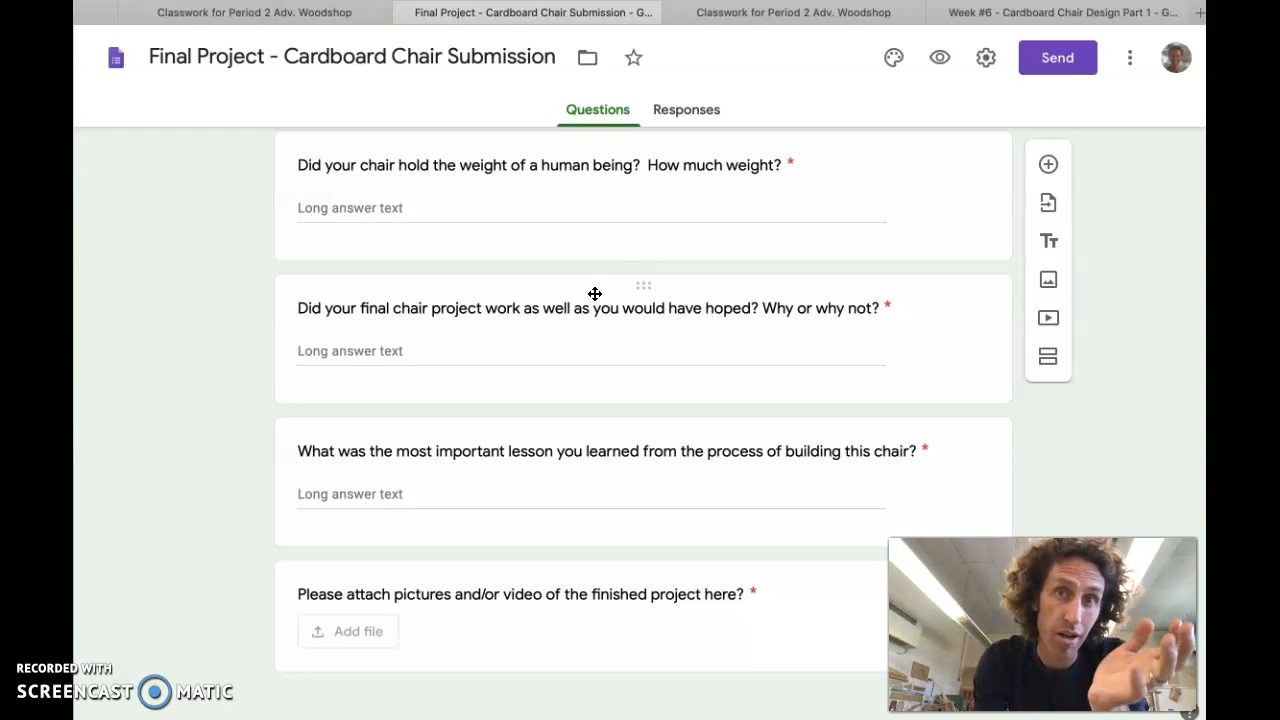 Classwork for Period 2 Adv. Woodshop
Final Project - Cardboard Chair Submission - G...
Classwork for Period 2 Adv. Woodshop
Week #6 - Cardboard Chair Design Part 1 - G...
Final Project - Cardboard Chair Submission
Send
Questions
Responses
Did your chair hold the weight of a human being?  How much weight? *
Long answer text
Did your final chair project work as well as you would have hoped? Why or why not? *
Long answer text
What was the most important lesson you learned from the process of building this chair? *
Long answer text
Please attach pictures and/or video of the finished project here? *
Add file
Tt
RECORDED WITH
SCREENCAST MATIC